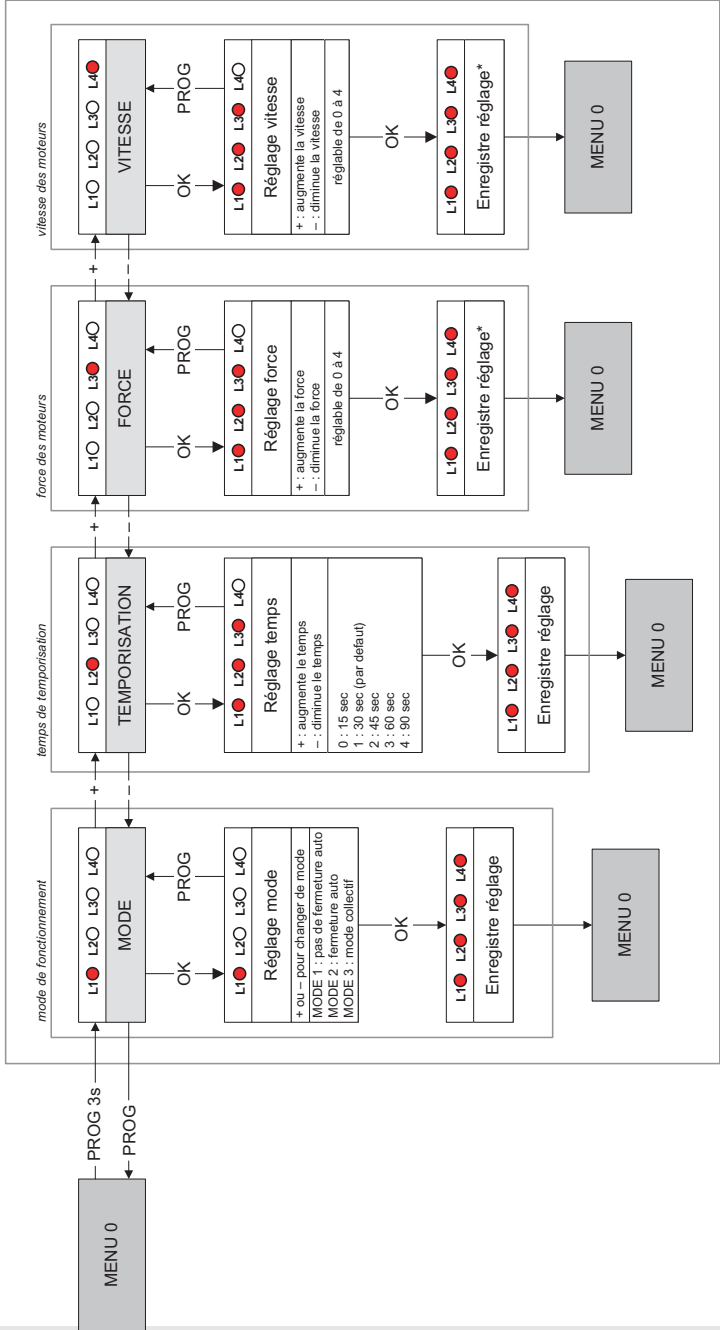 MENU 0
PROG 3s
PROG
mode de fonctionnement
L1 L2 L3 L4
MODE
OK
PROG
L1 L2 L3 L4
Réglage mode
+ ou – pour changer de mode
MODE 1 : pas de fermeture auto
MODE 2 : fermeture auto
MODE 3 : mode collectif
OK
L1 L2 L3 L4
Enregistre réglage
MENU 0
+
–
temps de temporisation
L1 L2 L3 L4
TEMPORISATION
OK
PROG
L1 L2 L3 L4
Réglage temps
+ : augmente le temps
– : diminue le temps
0 : 15 sec
1 : 30 sec (par defaut)
2 : 45 sec
3 : 60 sec
4 : 90 sec
OK
L1 L2 L3 L4
Enregistre réglage
MENU 0
+
–
force des moteurs
L1 L2 L3 L4
FORCE
OK
PROG
L1 L2 L3 L4
Réglage force
+ : augmente la force
– : diminue la force
réglable de 0 à 4
OK
L1 L2 L3 L4
Enregistre réglage*
MENU 0
+
–
vitesse des moteurs
L1 L2 L3 L4
VITESSE
OK
PROG
L1 L2 L3 L4
Réglage vitesse
+ : augmente la vitesse
– : diminue la vitesse
réglable de 0 à 4
OK
L1 L2 L3 L4
Enregistre réglage*
MENU 0